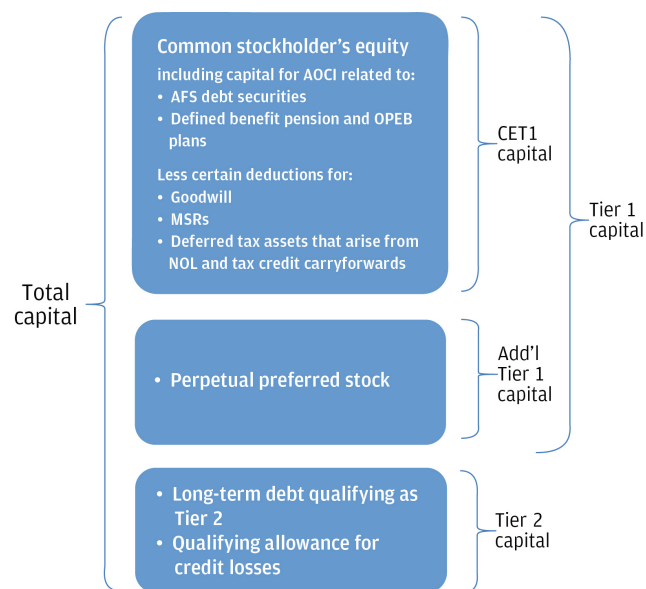 Common stockholder's equity
including capital for AOCI related to:
• AFS debt securities
• Defined benefit pension and OPEB
plans
Less certain deductions for:
• Goodwill
• MSRs
• Deferred tax assets that arise from
NOL and tax credit carryforwards
CET1
capital
Tier 1
capital
Total
capital
• Perpetual preferred stock
Add'l
Tier 1
capital
• Long-term debt qualifying as
Tier 2
• Qualifying allowance for
credit losses
Tier 2
capital